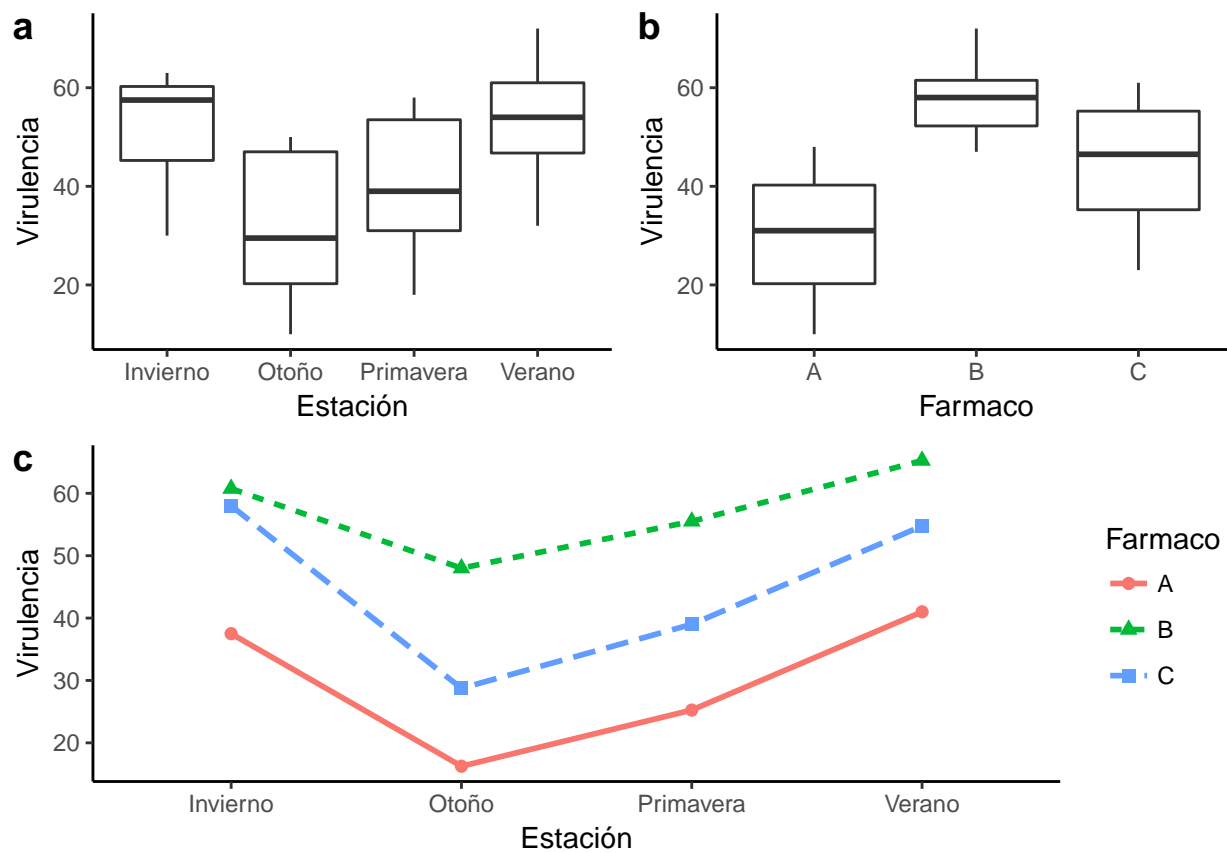 a
Virulencia
60
40
20
Invierno Otoño Primavera Verano
Estación
b
Virulencia
60
40
20
A B C
Farmaco
c
Virulencia
60
50
40
30
20
Invierno Otoño Primavera Verano
Estación
Farmaco
A
B
C